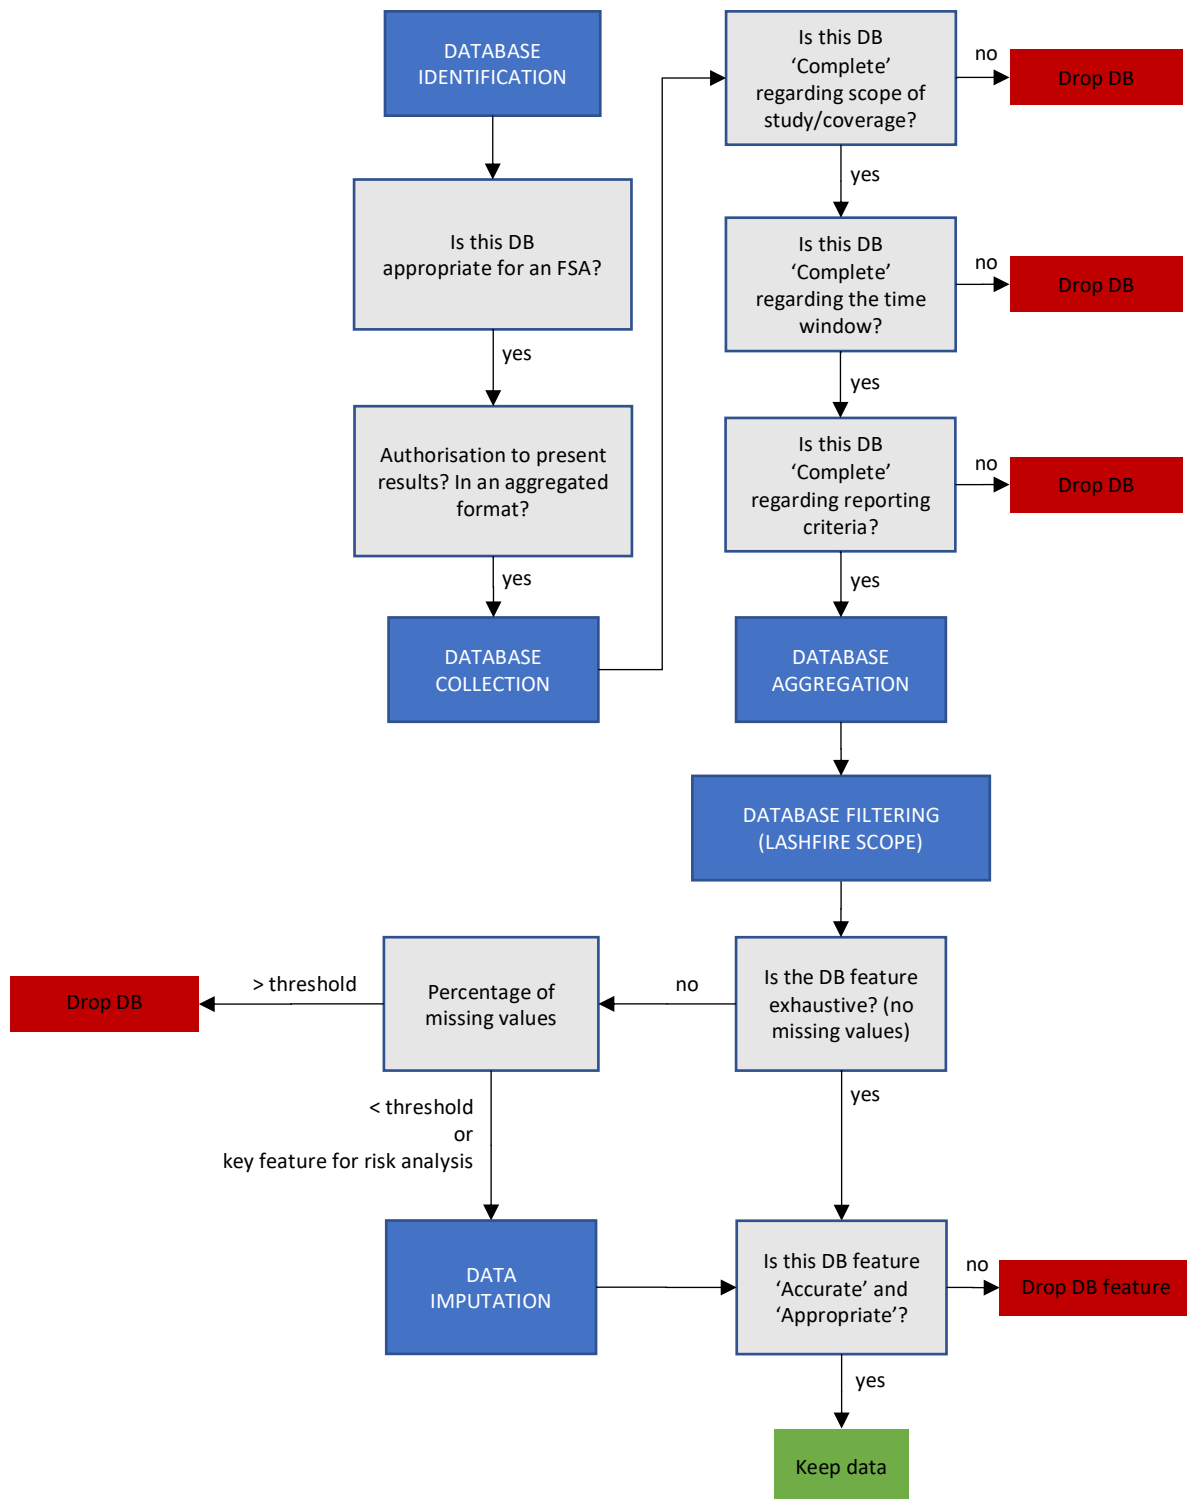 DATABASE
IDENTIFICATION
Is this DB
appropriate for an FSA?
yes
Authorisation to present
results? In an aggregated
format?
yes
DATABASE
COLLECTION
Is this DB
‘Complete’
regarding scope of
study/coverage?
no
Drop DB
yes
Is this DB
‘Complete’
regarding the time
window?
no
Drop DB
yes
Is this DB
‘Complete’
regarding reporting
criteria?
no
Drop DB
yes
DATABASE
AGGREGATION
DATABASE FILTERING
(LASHFIRE SCOPE)
Is the DB feature
exhaustive? (no
missing values)
no
Percentage of
missing values
> threshold
Drop DB
< threshold
or
key feature for risk analysis
yes
DATA
IMPUTATION
Is this DB feature
‘Accurate’ and
‘Appropriate’?
no
Drop DB feature
yes
Keep data